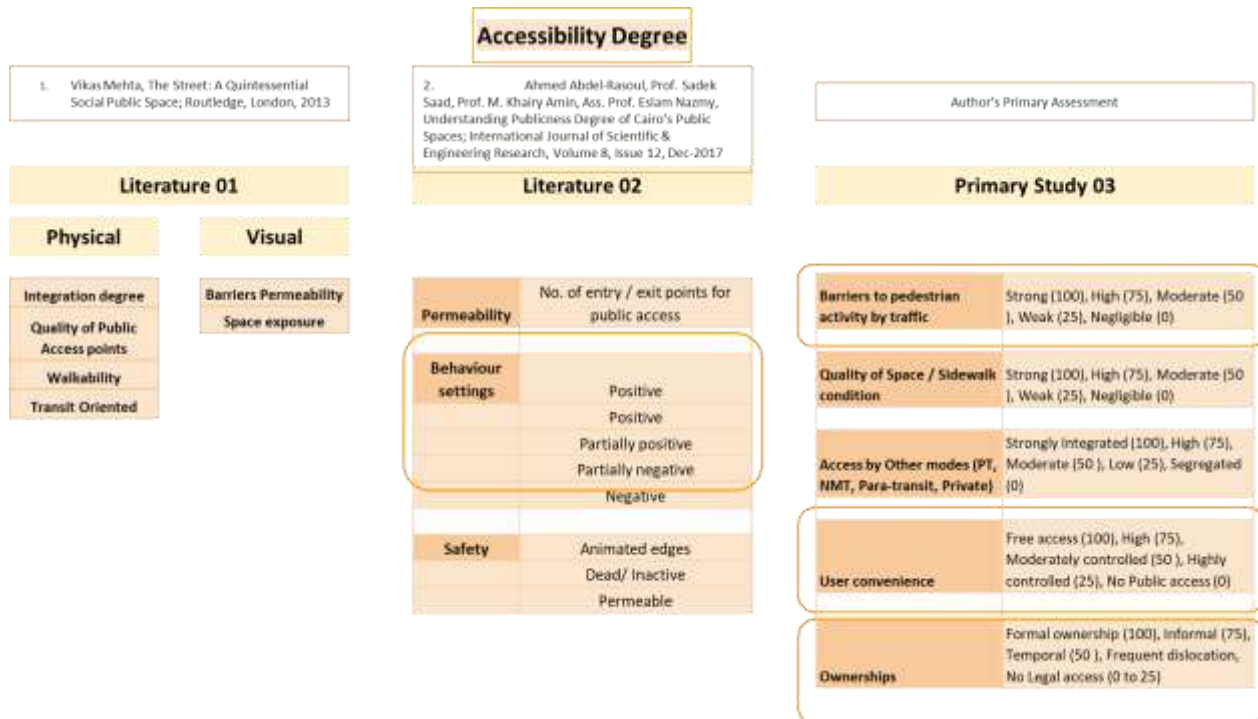 Accessibility Degree
1. Vikas Mehta, The Street: A Quintessential
Social Public Space; Routledge, London, 2013
2. Ahmed Abdel-Rasoul, Prof. Sadek
Saad, Prof. M. Khairy Amin, Ass. Prof. Eslam Nazmy,
Understanding Publicness Degree of Cairo's Public
Spaces; International Journal of Scientific &
Engineering Research, Volume 8, Issue 12, Dec-2017
Author's Primary Assessment
Literature 01
Literature 02
Primary Study 03
Physical
Visual
Integration degree
Quality of Public
Access points
Walkability
Transit Oriented
Barriers Permeability
Space exposure
Permeability
No. of entry / exit points for
public access
Behaviour
settings
Positive
Positive
Partially positive
Partially negative
Negative
Safety
Animated edges
Dead/ Inactive
Permeable
Barriers to pedestrian
activity by traffic
Strong (100), High (75), Moderate (50
), Weak (25), Negligible (0)
Quality of Space / Sidewalk
condition
Strong (100), High (75), Moderate (50
), Weak (25), Negligible (0)
Access by Other modes (PT,
NMT, Para-transit, Private)
Strongly Integrated (100), High (75),
Moderate (50 ), Low (25), Segregated
(0)
User convenience
Free access (100), High (75),
Moderately controlled (50 ), Highly
controlled (25), No Public access (0)
Ownerships
Formal ownership (100), Informal (75),
Temporal (50 ), Frequent dislocation,
No Legal access (0 to 25)